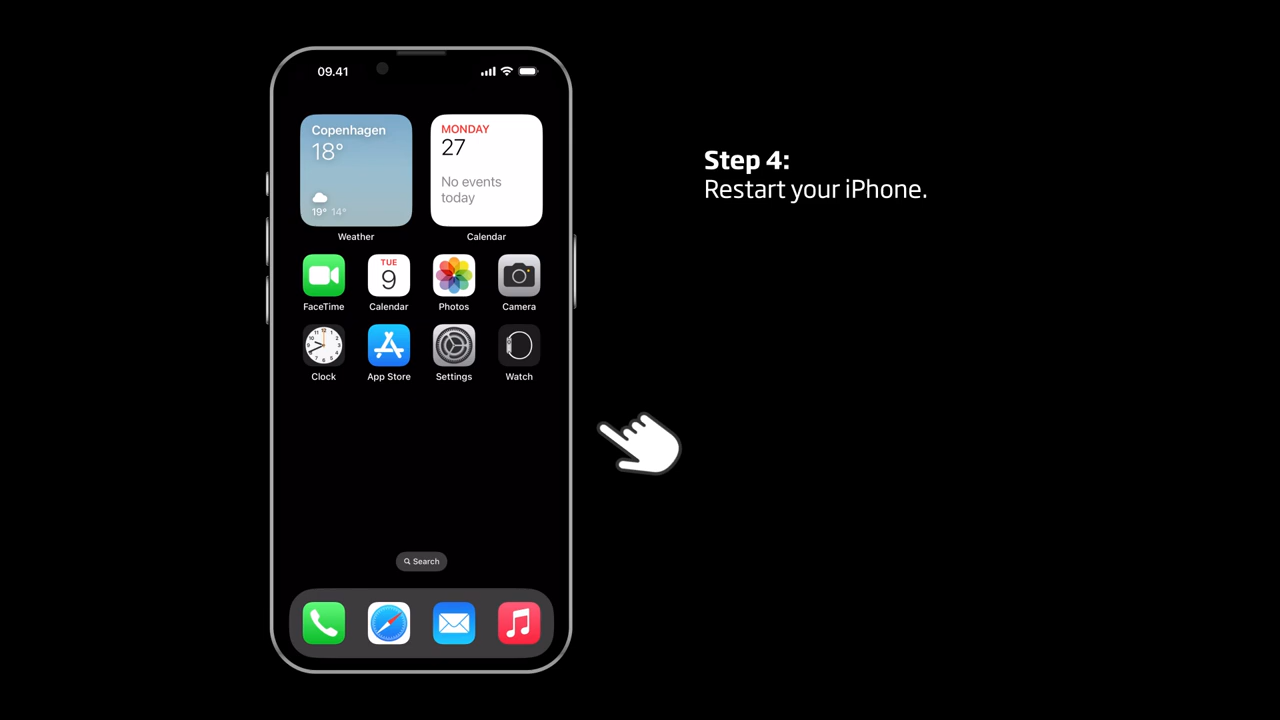 09.41
Copenhagen
18°
19° 14°
Weather
MONDAY
27
No events
today
Calendar
TUE
9
FaceTime
Calendar
Photos
Camera
Clock
App Store
Settings
Watch
Search
Step 4:
Restart your iPhone.